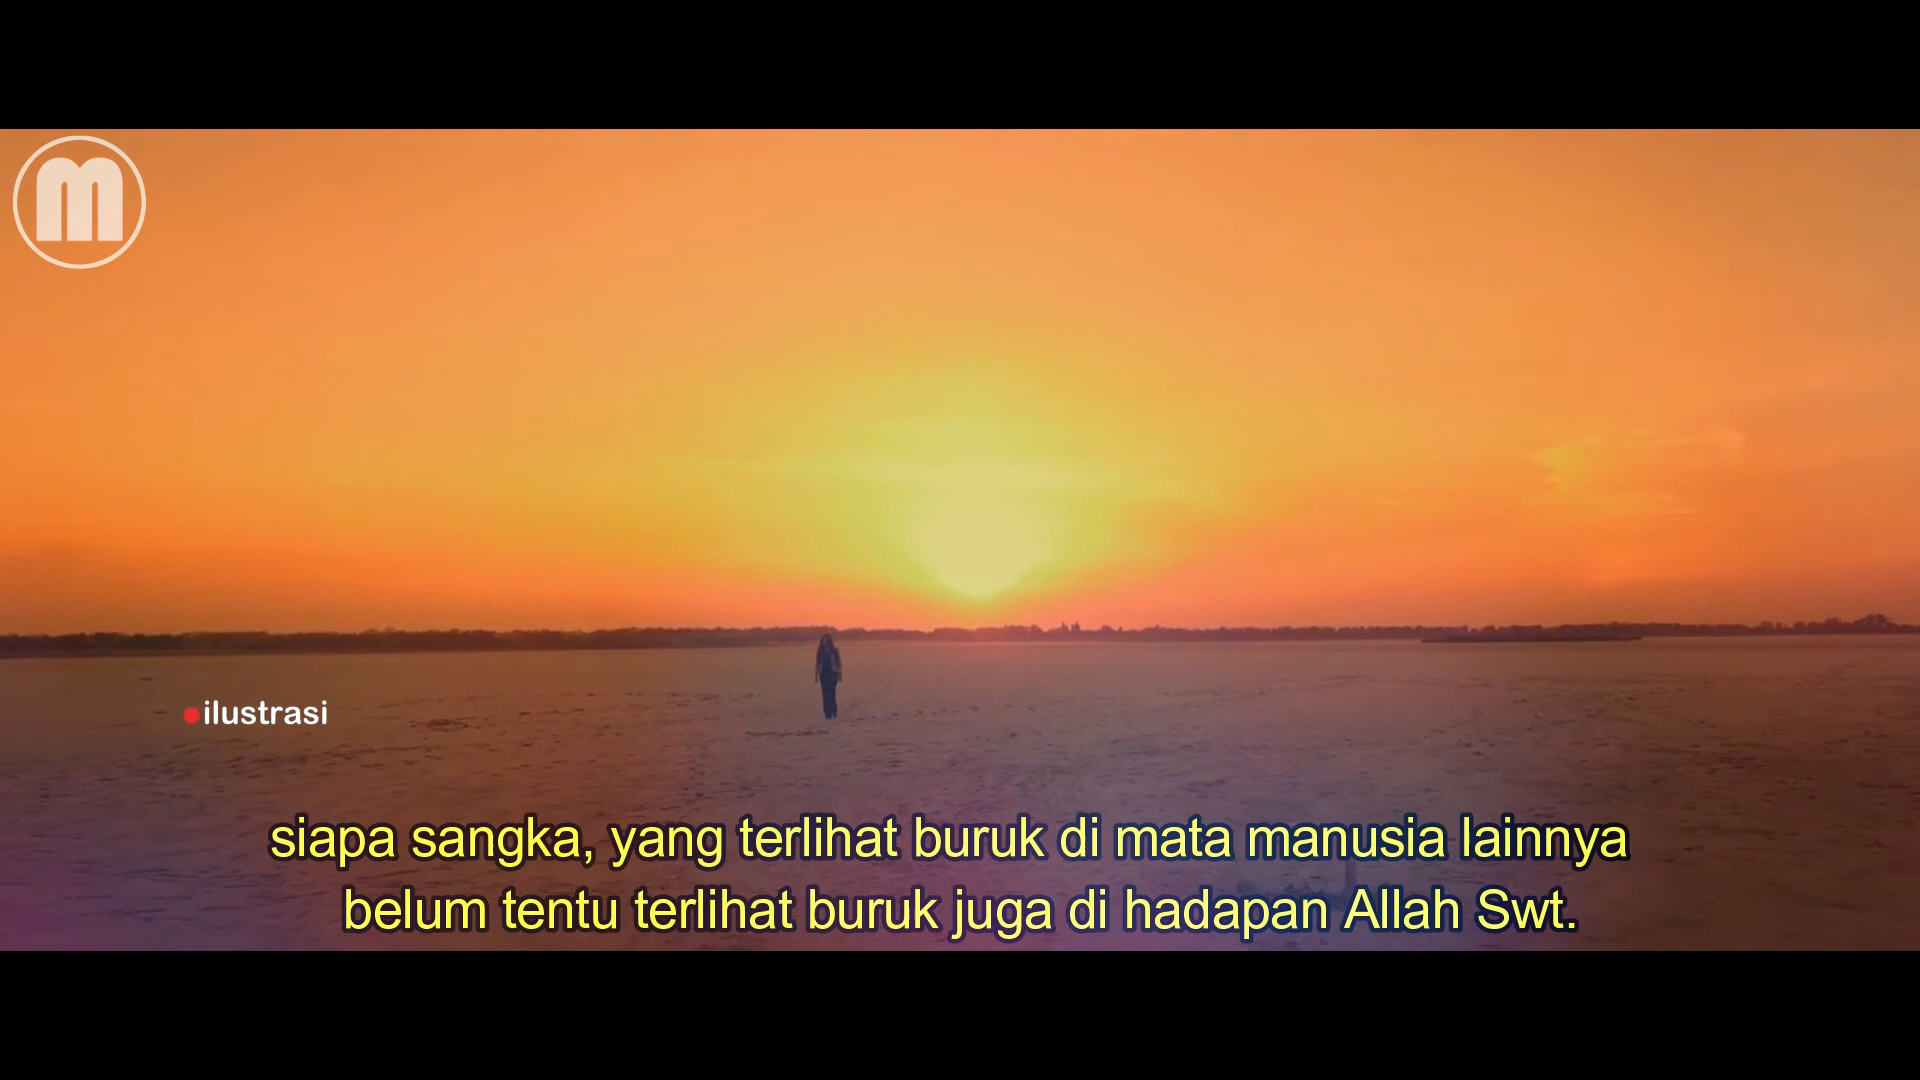 m
ilustrasi
siapa sangka, yang terlihat buruk di mata manusia lainnya
belum tentu terlihat buruk juga di hadapan Allah Swt.